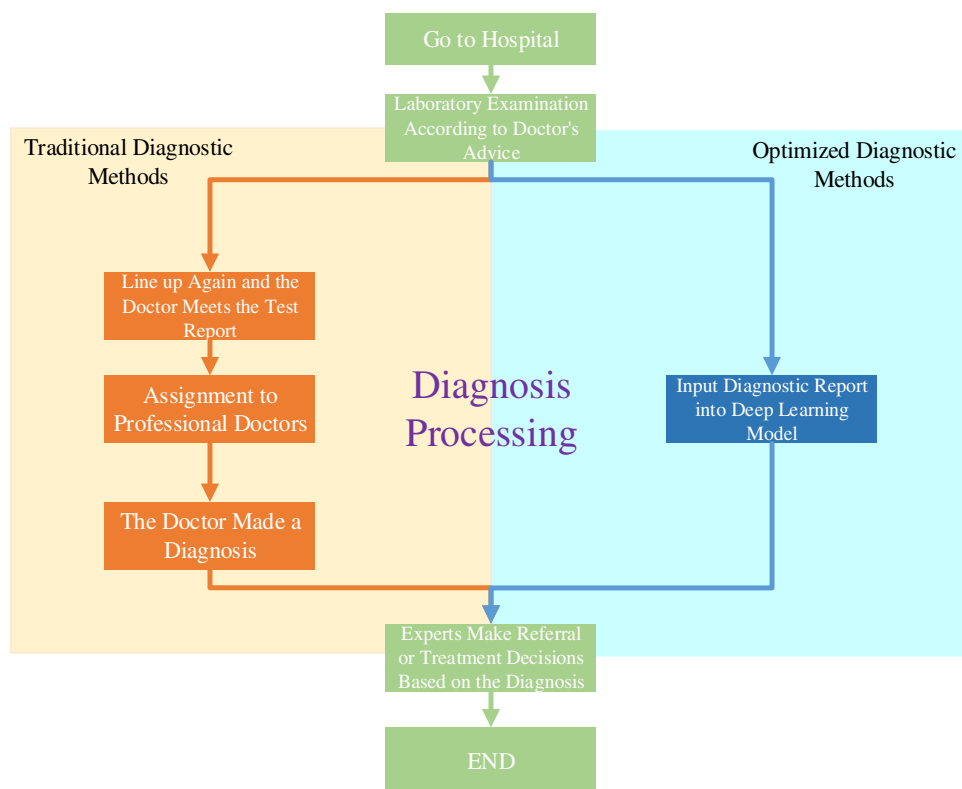 Go to Hospital
Laboratory Examination
According to Doctor's
Advice
Traditional Diagnostic
Methods
Optimized Diagnostic
Methods
Line up Again and the
Doctor Meets the Test
Report
Assignment to
Professional Doctors
The Doctor Made a
Diagnosis
Diagnosis
Processing
Input Diagnostic Report
into Deep Learning
Model
Experts Make Referral
or Treatment Decisions
Based on the Diagnosis
END